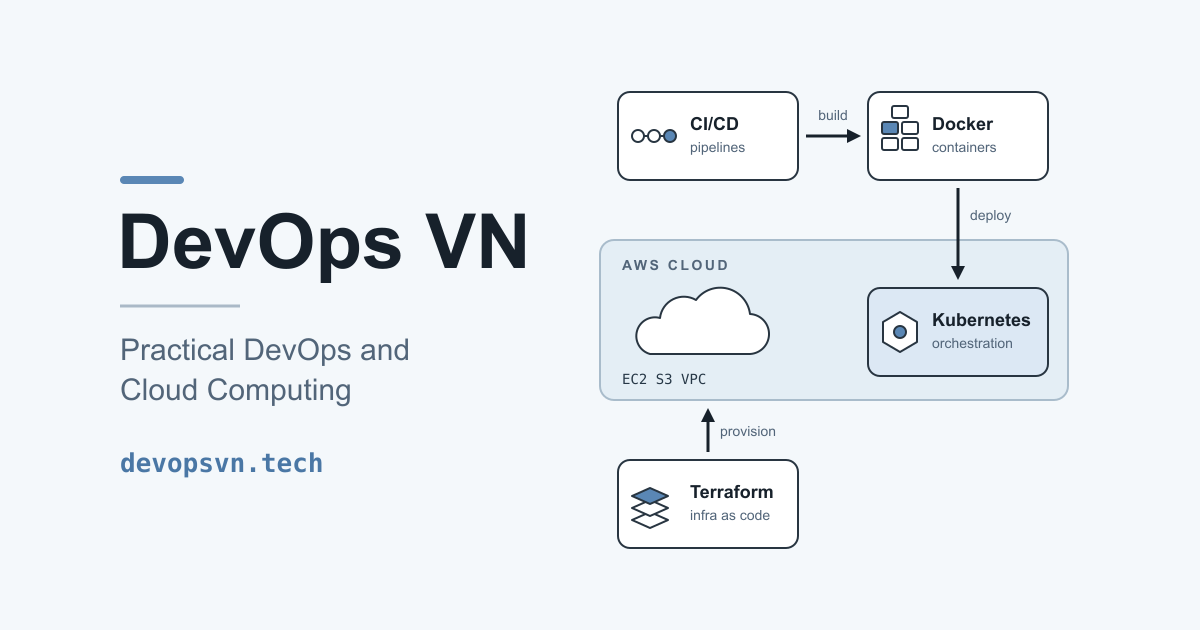 DevOps VN
Practical DevOps and
Cloud Computing
devopsvn.tech
CI/CD
pipelines
build
Docker
containers
deploy
AWS CLOUD
EC2 S3 VPC
Kubernetes
orchestration
provision
Terraform
infra as code